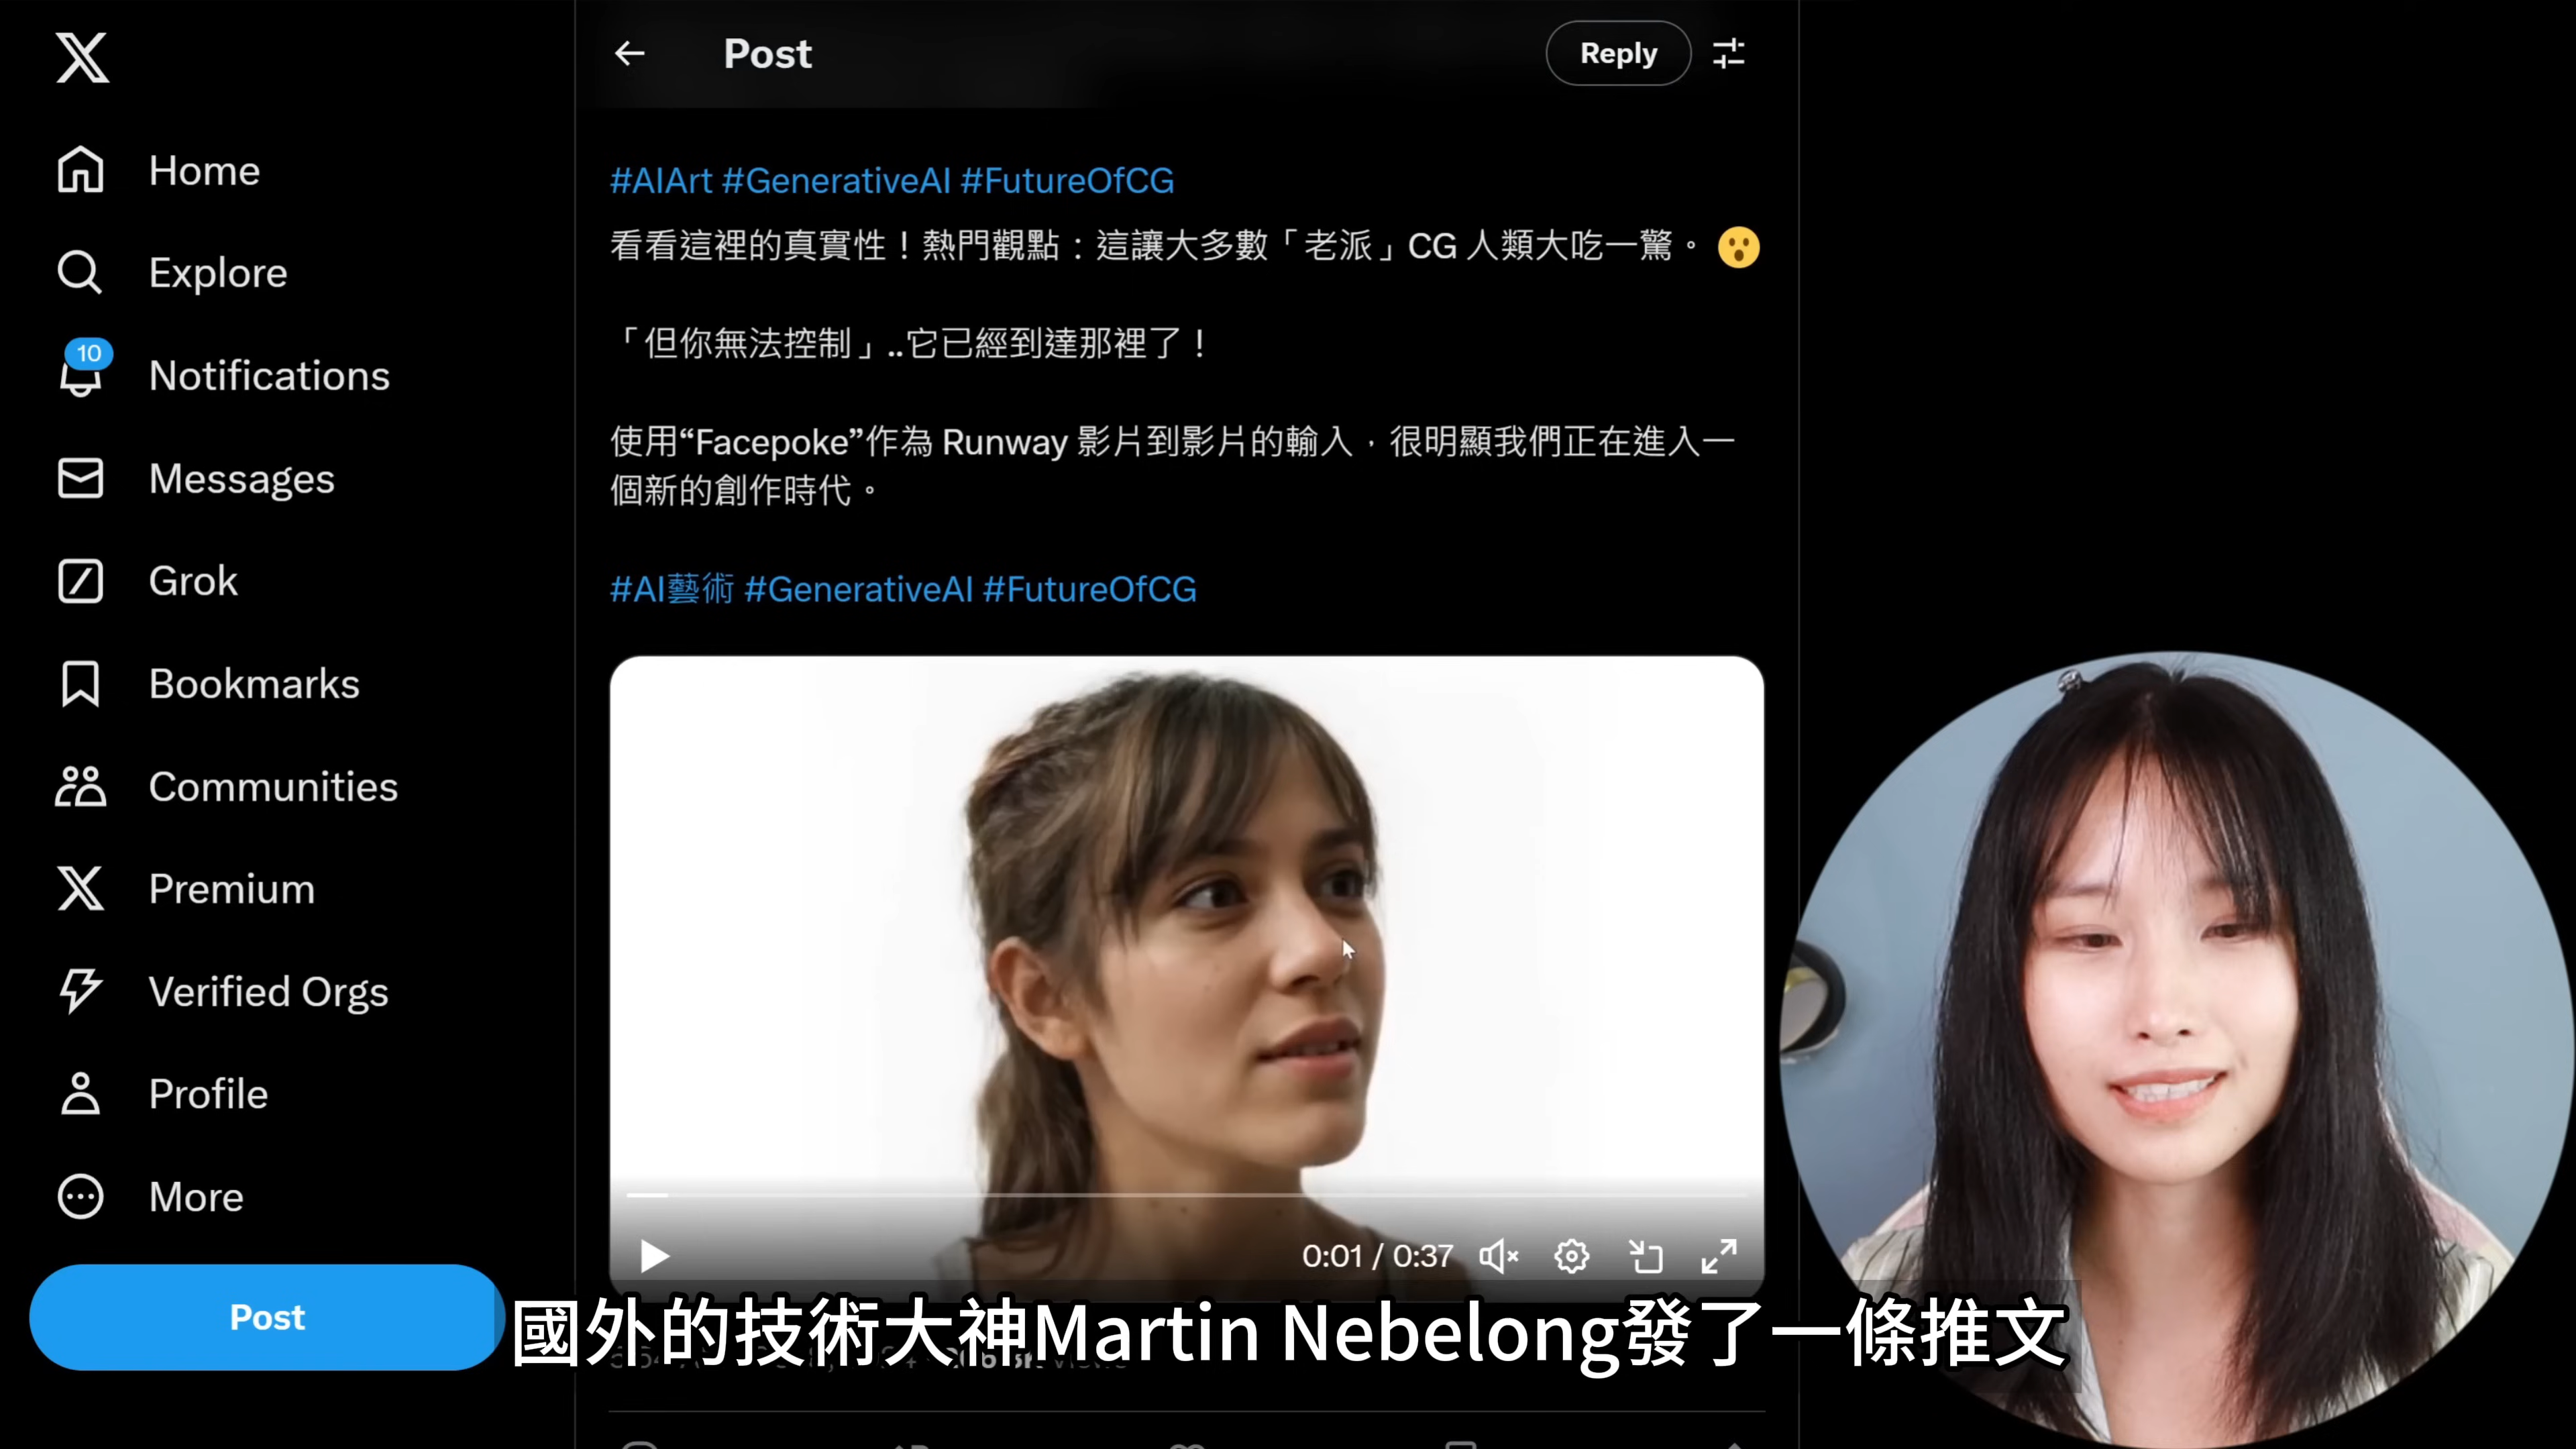 Home
Explore
10
Notifications
Messages
Grok
Bookmarks
Communities
Premium
Verified Orgs
Profile
More
Post
Post
Reply
#AIArt #GenerativeAI #FutureOfCG
看看這裡的真實性！熱門觀點：這讓大多數「老派」CG 人類大吃一驚。😮
「但你無法控制」..它已經到達那裡了！
使用“Facepoke”作為 Runway 影片到影片的輸入，很明顯我們正在進入一
個新的創作時代。
#AI藝術 #GenerativeAI #FutureOfCG
0:01 / 0:37
國外的技術大神Martin Nebelong發了一條推文